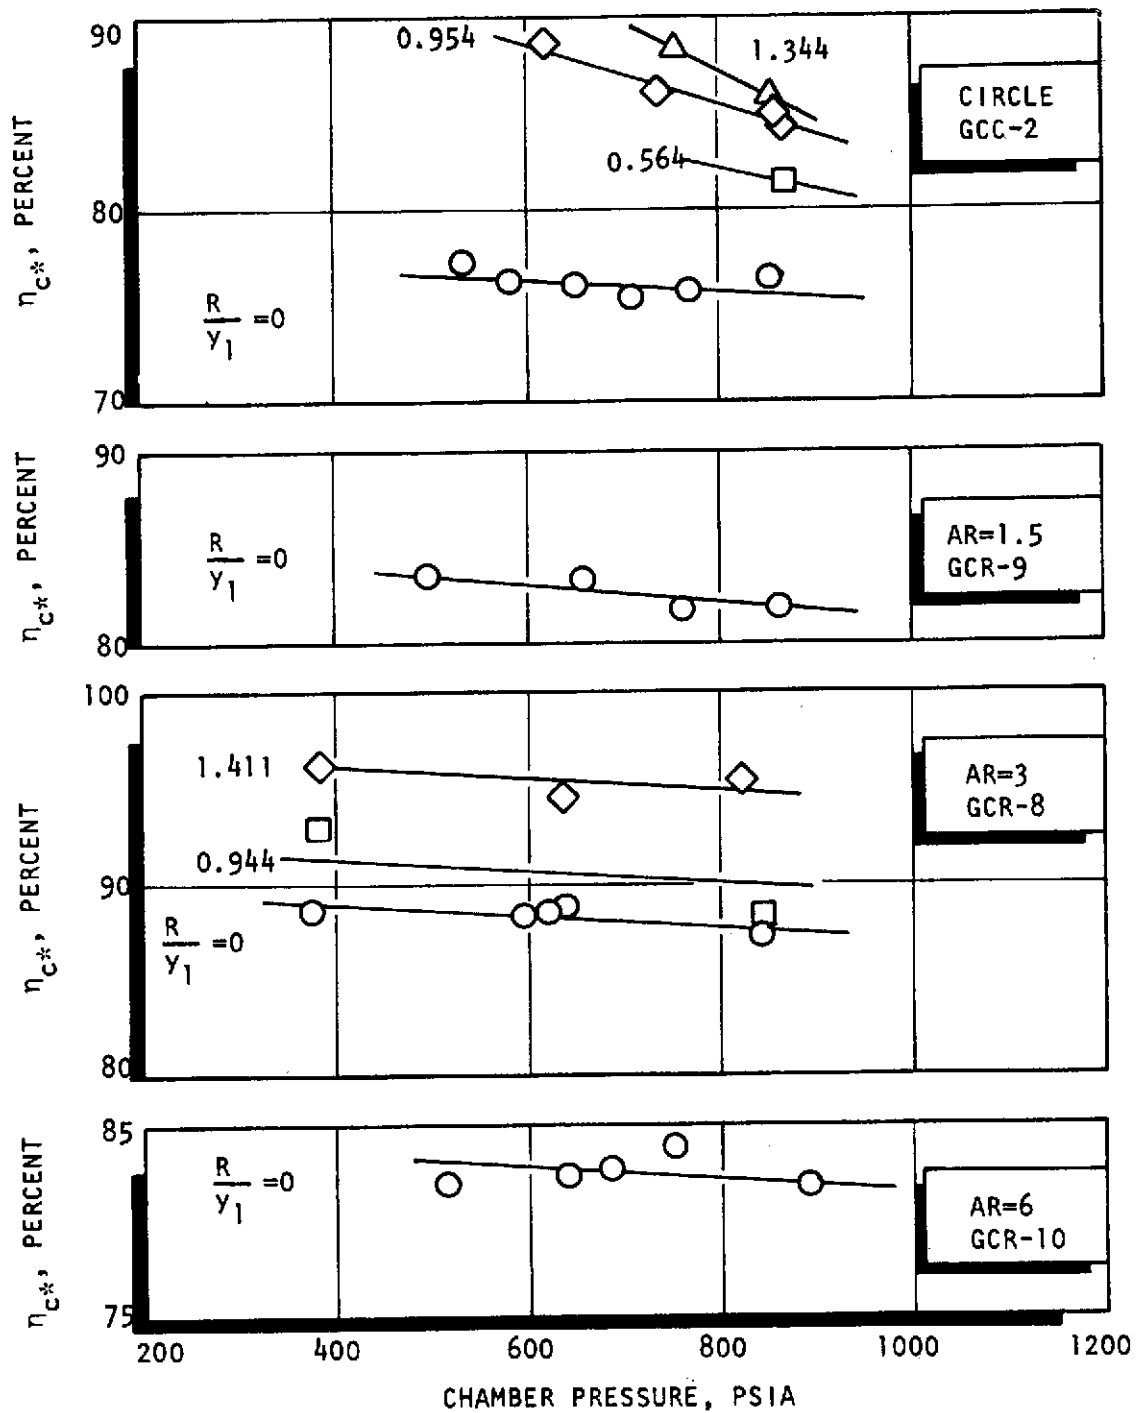 90
0.954
1.344
CIRCLE
GCC-2
0.564
80
ηc*, PERCENT
R
y1
=0
70
90
ηc*, PERCENT
R
y1
=0
AR=1.5
GCR-9
80
100
1.411
AR=3
GCR-8
0.944
90
ηc*, PERCENT
R
y1
=0
80
85
ηc*, PERCENT
R
y1
=0
AR=6
GCR-10
75
200 400 600 800 1000 1200
CHAMBER PRESSURE, PSIA